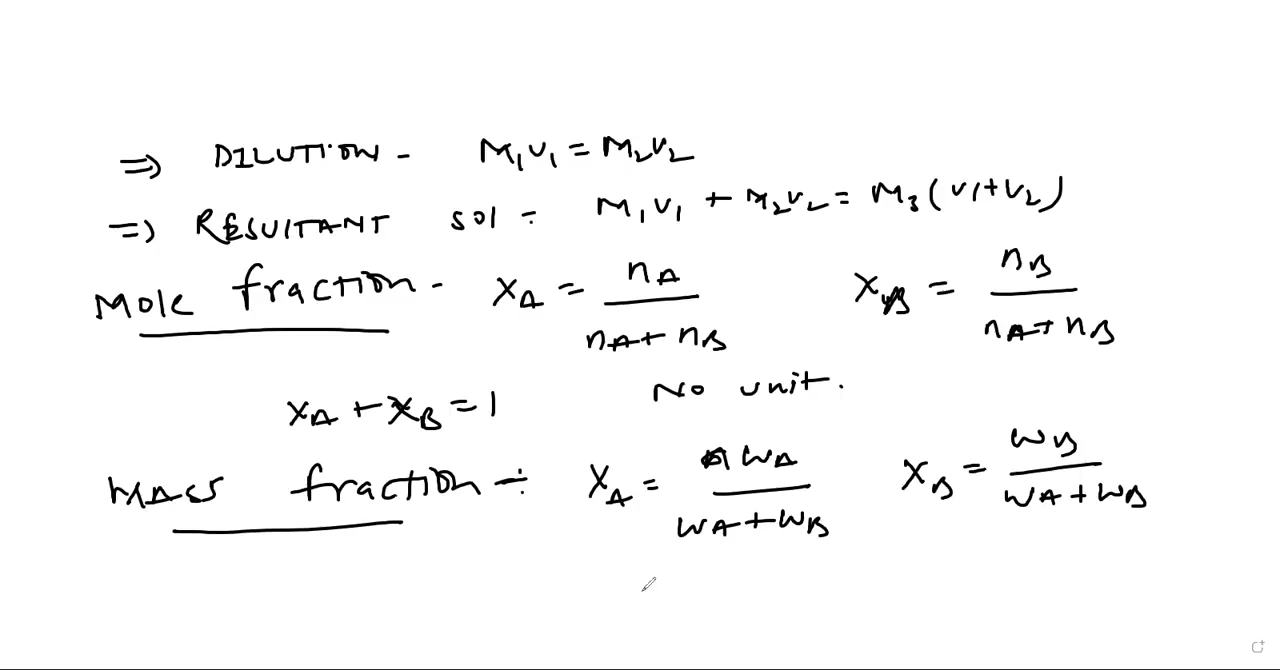 ⇒ DILUTION - M₁V₁ = M₂V₂
⇒ RESULTANT sol ÷ M₁V₁ + M₂V₂ = M₃(V1+V₂)
Mole fraction - X_A = n_A / (n_A + n_B) X_B = n_B / (n_A + n_B)
X_A + X_B = 1 No unit.
MASS fraction ÷ X_A = W_A / (W_A + W_B) X_B = W_B / (W_A + W_B)